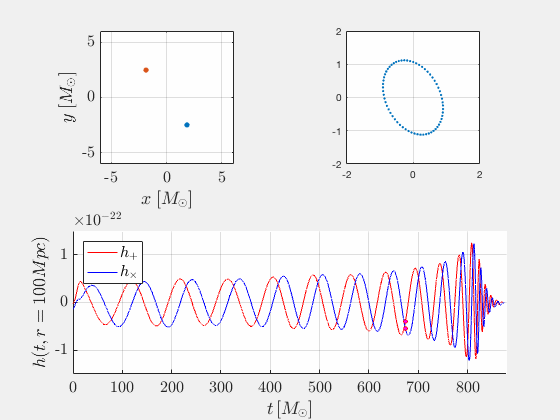 5
0
-5
y [M⊙]
-5 0 5
x [M⊙]
2
1
0
-1
-2
-2 0 2
×10⁻²²
1
0
-1
h(t, r = 100Mpc)
h₊
h×
0 100 200 300 400 500 600 700 800
t [M⊙]